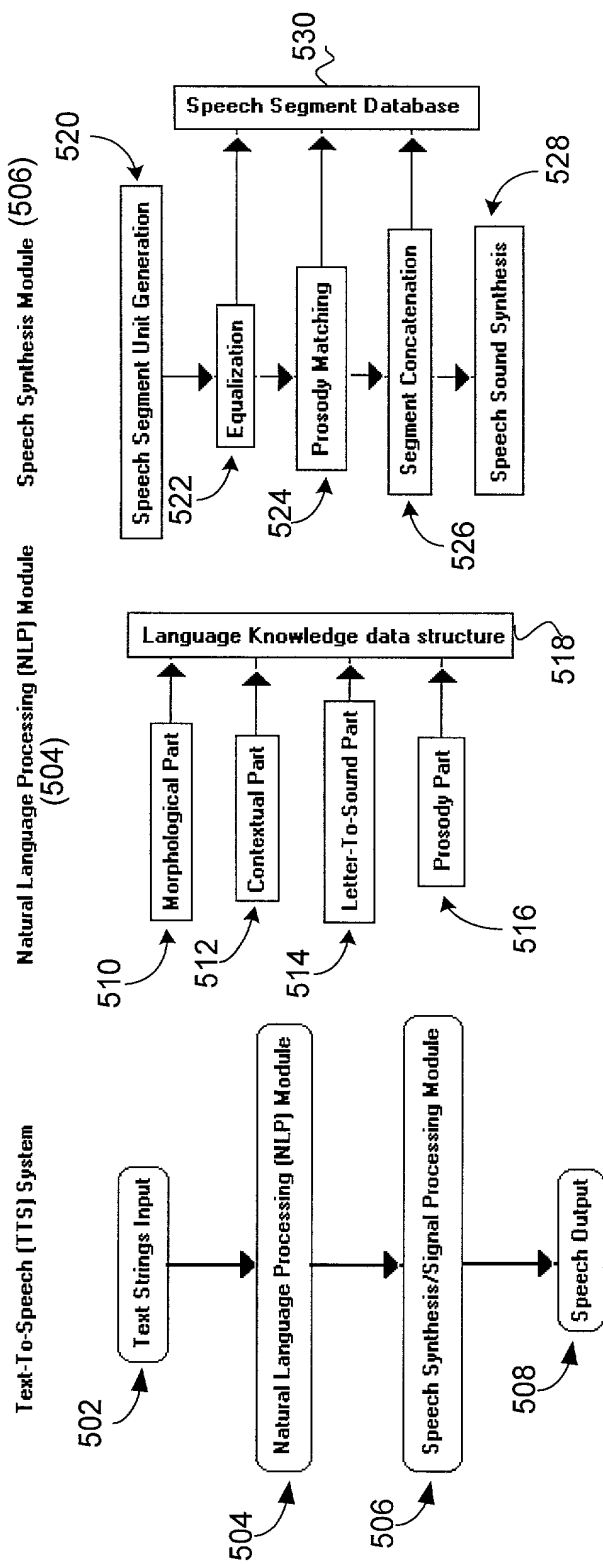 Text-To-Speech (TTS) System
502
Text Strings Input
504
Natural Language Processing (NLP) Module
506
Speech Synthesis/Signal Processing Module
508
Speech Output
Natural Language Processing (NLP) Module
(504)
510
Morphological Part
512
Contextual Part
514
Letter-To-Sound Part
516
Prosody Part
Language Knowledge data structure
518
Speech Synthesis Module (506)
520
Speech Segment Unit Generation
522
Equalization
524
Prosody Matching
526
Segment Concatenation
528
Speech Sound Synthesis
Speech Segment Database
530